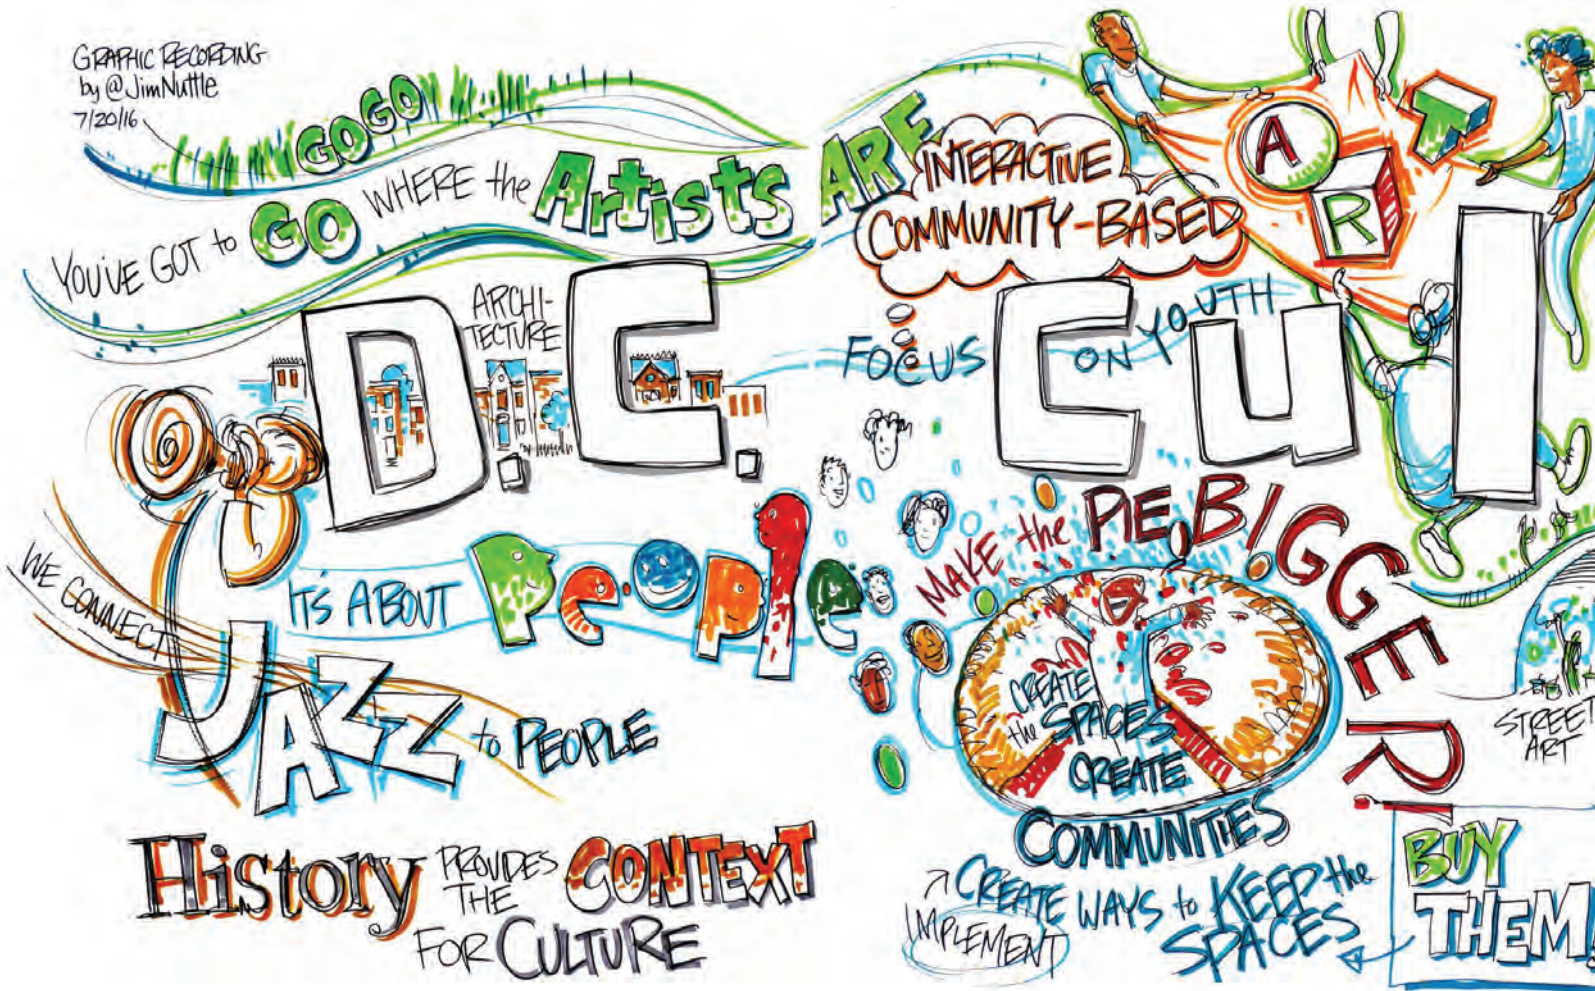 GRAPHIC RECORDING
by @JimNuttle
7/20/16
GOGO
YOU'VE GOT to GO WHERE the Artists ARE
INTERACTIVE
COMMUNITY-BASED
ART
ARCHI-
TECTURE
D.C. Cul
FOCUS ON YOUTH
IT'S ABOUT People
WE CONNECT
JAZZ to PEOPLE
MAKE the PIE BIGGER!
CREATE
the SPACES
CREATE
COMMUNITIES
STREET
ART
History PROVIDES
THE CONTEXT
FOR CULTURE
CREATE WAYS to KEEP the
SPACES
IMPLEMENT
BUY
THEM!